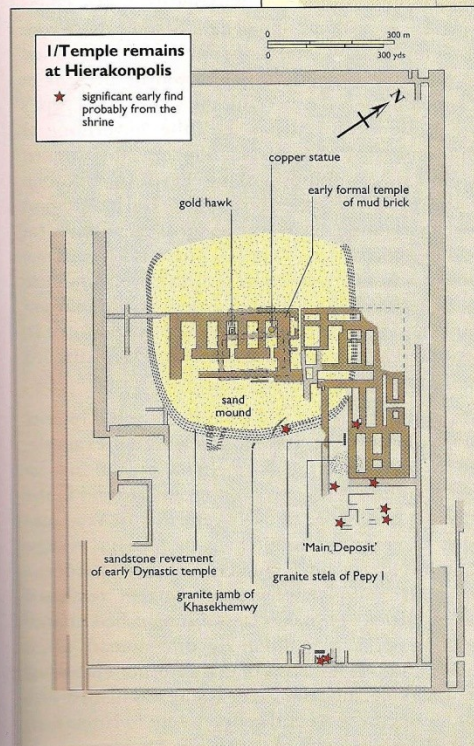 1/Temple remains
at Hierakonpolis
★ significant early find
probably from the
shrine
0 300 m
0 300 yds
N
copper statue
gold hawk
early formal temple
of mud brick
sand
mound
'Main Deposit'
sandstone revetment
of early Dynastic temple
granite stela of Pepy I
granite jamb of
Khasekhemwy